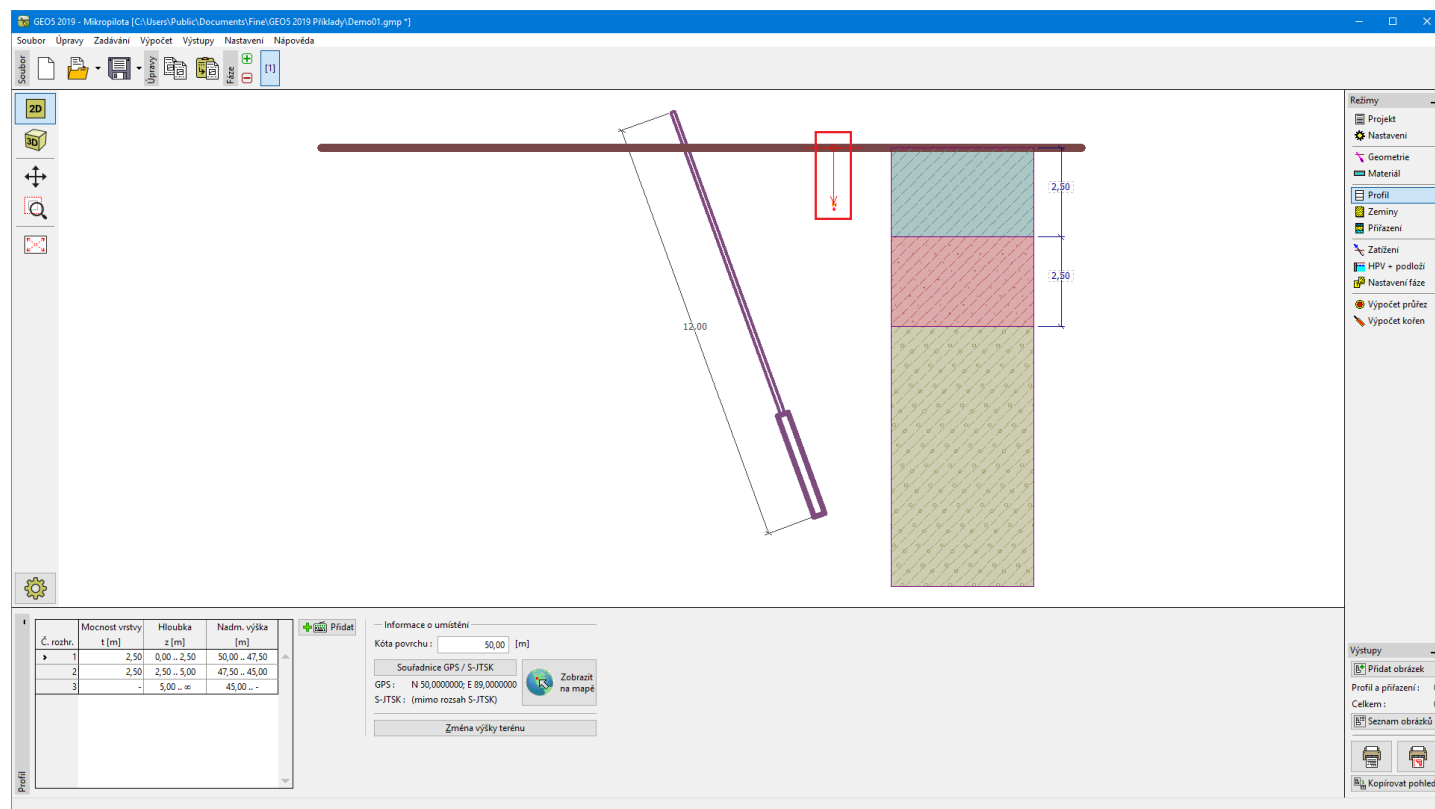 GEO5 2019 - Mikropilota [C:\Users\Public\Documents\Fine\GEO5 2019 Příklady\Demo01.gmp *]
Soubor Úpravy Zadávání Výpočet Výstupy Nastavení Nápověda
Soubor
Úpravy
Fáze
[1]
2D
3D
12,00
2,50
2,50
+z
Režimy
Projekt
Nastavení
Geometrie
Materiál
Profil
Zeminy
Přiřazení
Zatížení
HPV + podloží
Nastavení fáze
Výpočet průřez
Výpočet kořen
Profil
Č. rozhr. Mocnost vrstvy t [m] Hloubka z [m] Nadm. výška [m]
1 2,50 0,00 .. 2,50 50,00 .. 47,50
2 2,50 2,50 .. 5,00 47,50 .. 45,00
3 - 5,00 .. ∞ 45,00 .. -
Přidat
Informace o umístění
Kóta povrchu : 50,00 [m]
Souřadnice GPS / S-JTSK
GPS : N 50,0000000; E 89,0000000
S-JTSK : (mimo rozsah S-JTSK)
Zobrazit
na mapě
Změna výšky terénu
Výstupy
Přidat obrázek
Profil a přiřazení :
Celkem :
Seznam obrázků
Kopírovat pohled